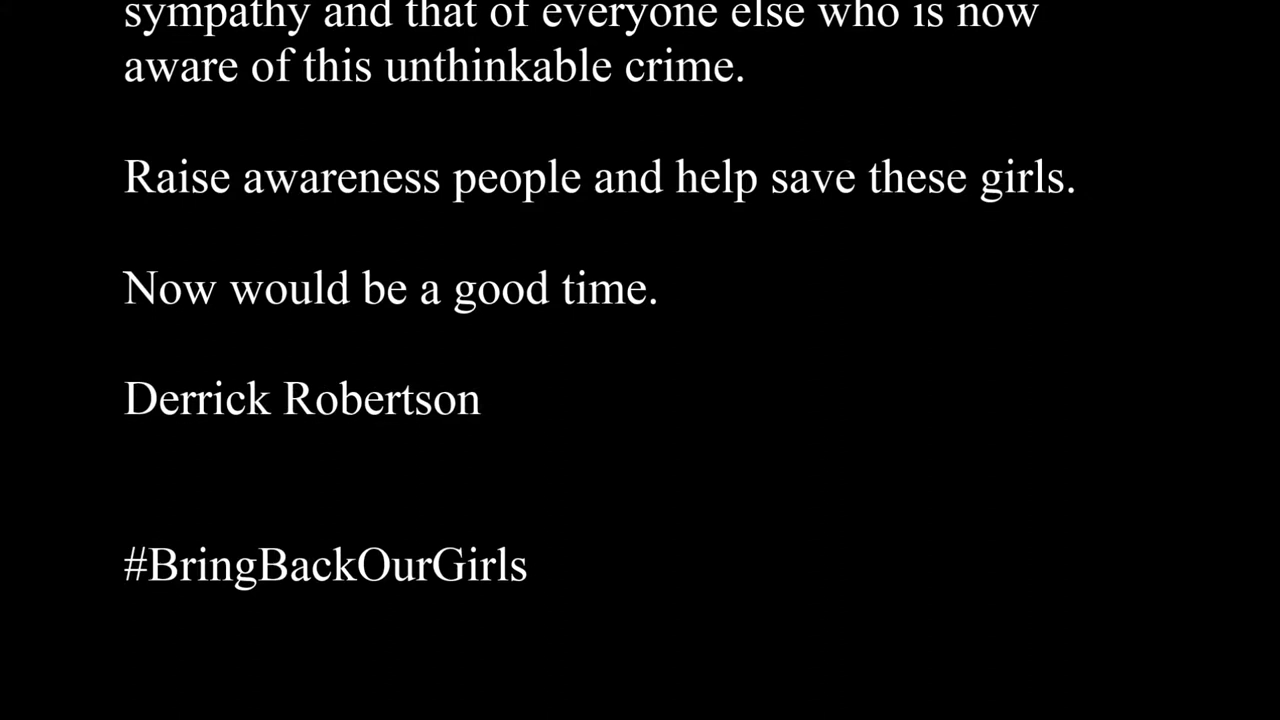 sympathy and that of everyone else who is now
aware of this unthinkable crime.
Raise awareness people and help save these girls.
Now would be a good time.
Derrick Robertson
#BringBackOurGirls